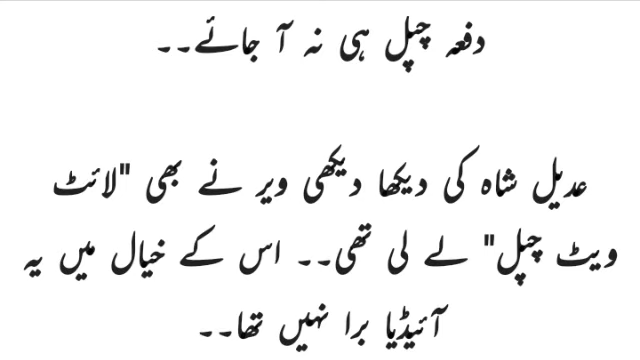 دفعہ چپل ہی نہ آ جائے۔۔
عدیل شاہ کی دیکھا دیکھی ویر نے بھی "لائٹ
ویٹ چپل" لے لی تھی۔۔ اس کے خیال میں یہ
آئیڈیا برا نہیں تھا۔۔